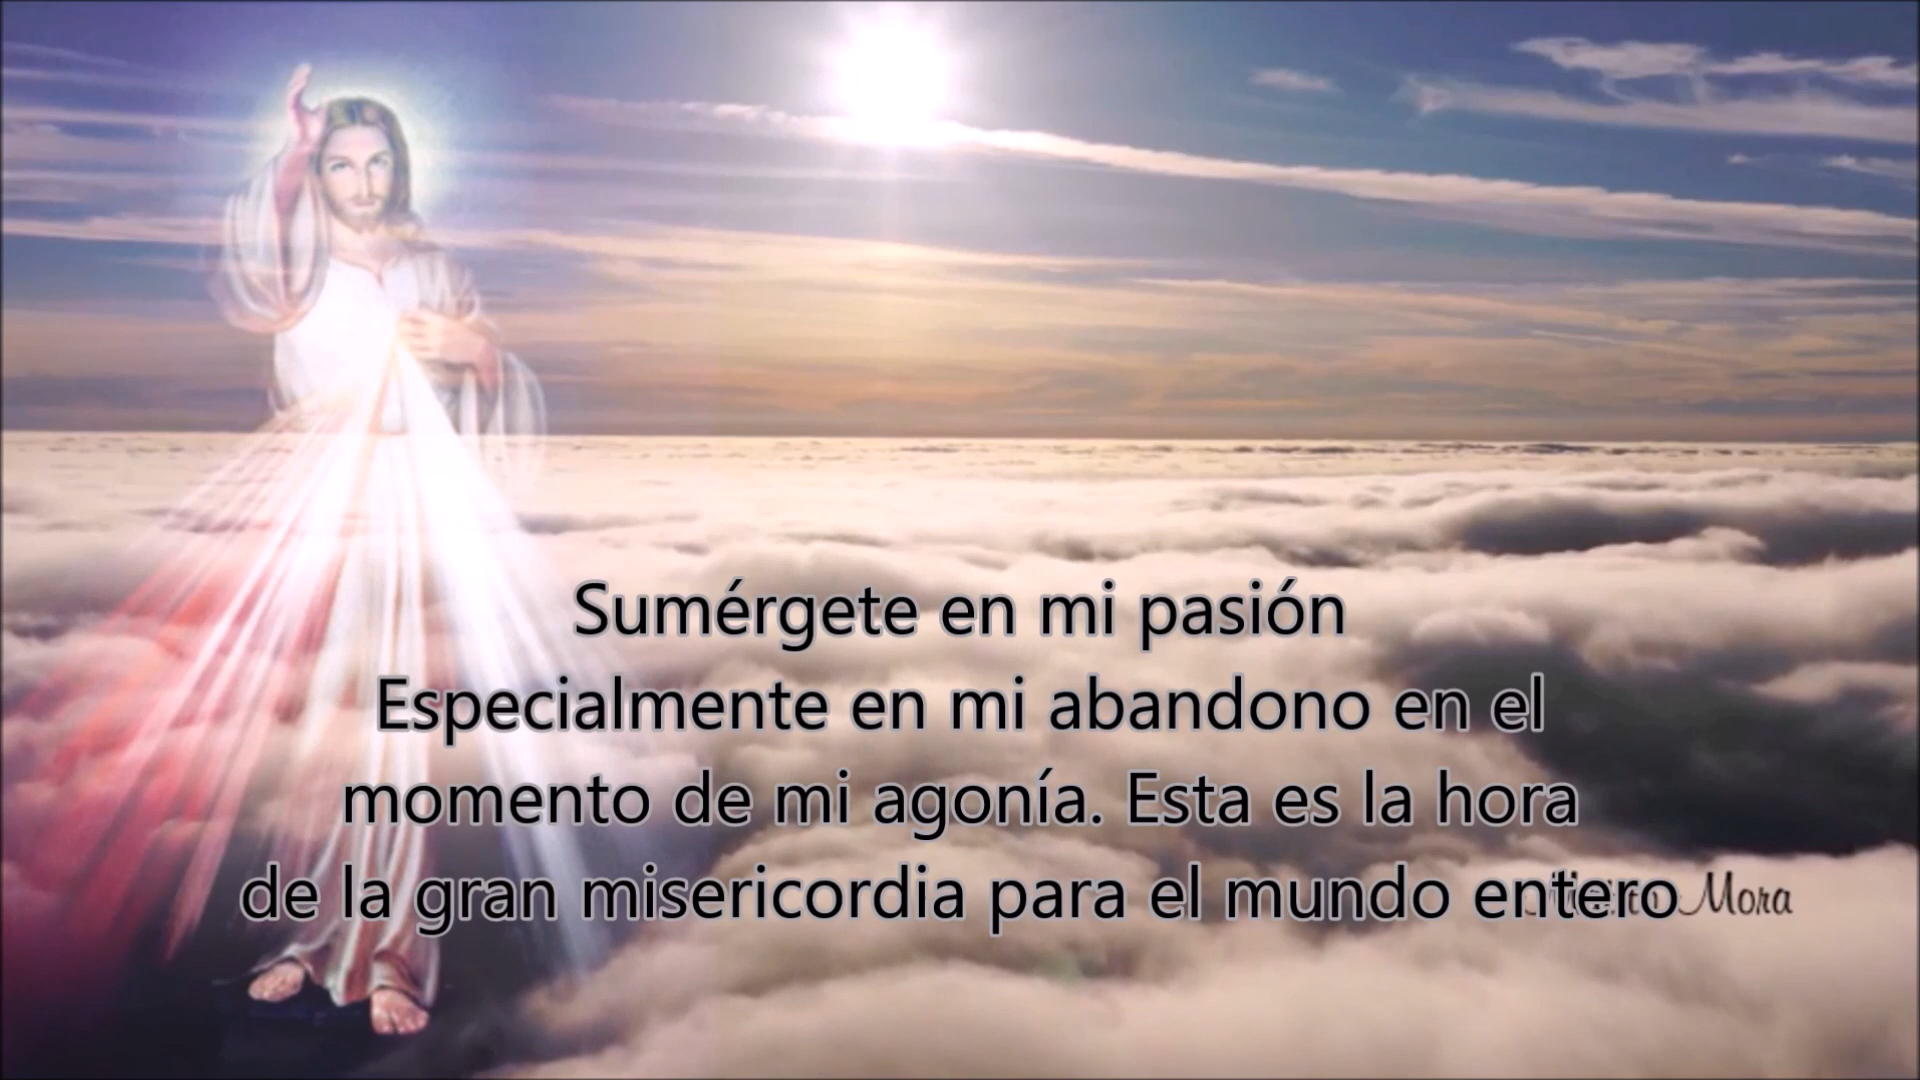 Sumérgete en mi pasión
Especialmente en mi abandono en el
momento de mi agonía. Esta es la hora
de la gran misericordia para el mundo entero
Mora